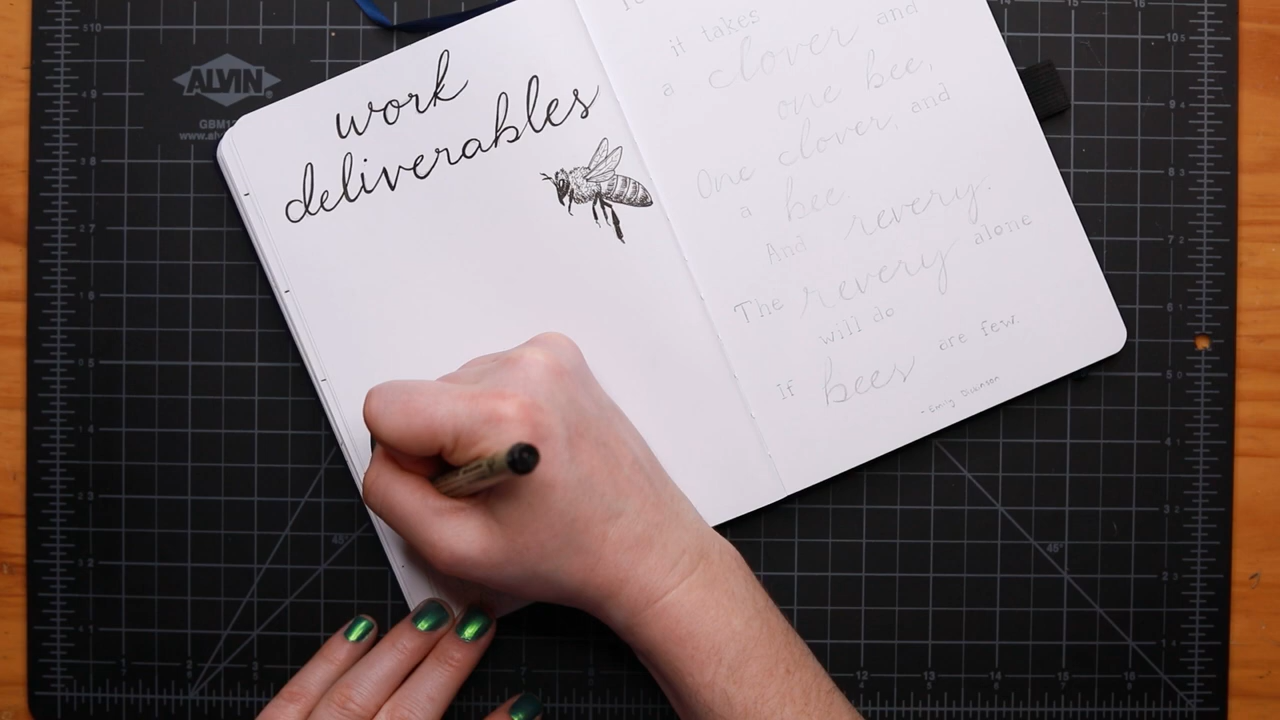 ALVIN
work
deliverables
it takes
a clover and
one bee,
One clover, and
a bee.
And revery.
The revery alone
will do
If bees are few.
- Emily Dickinson